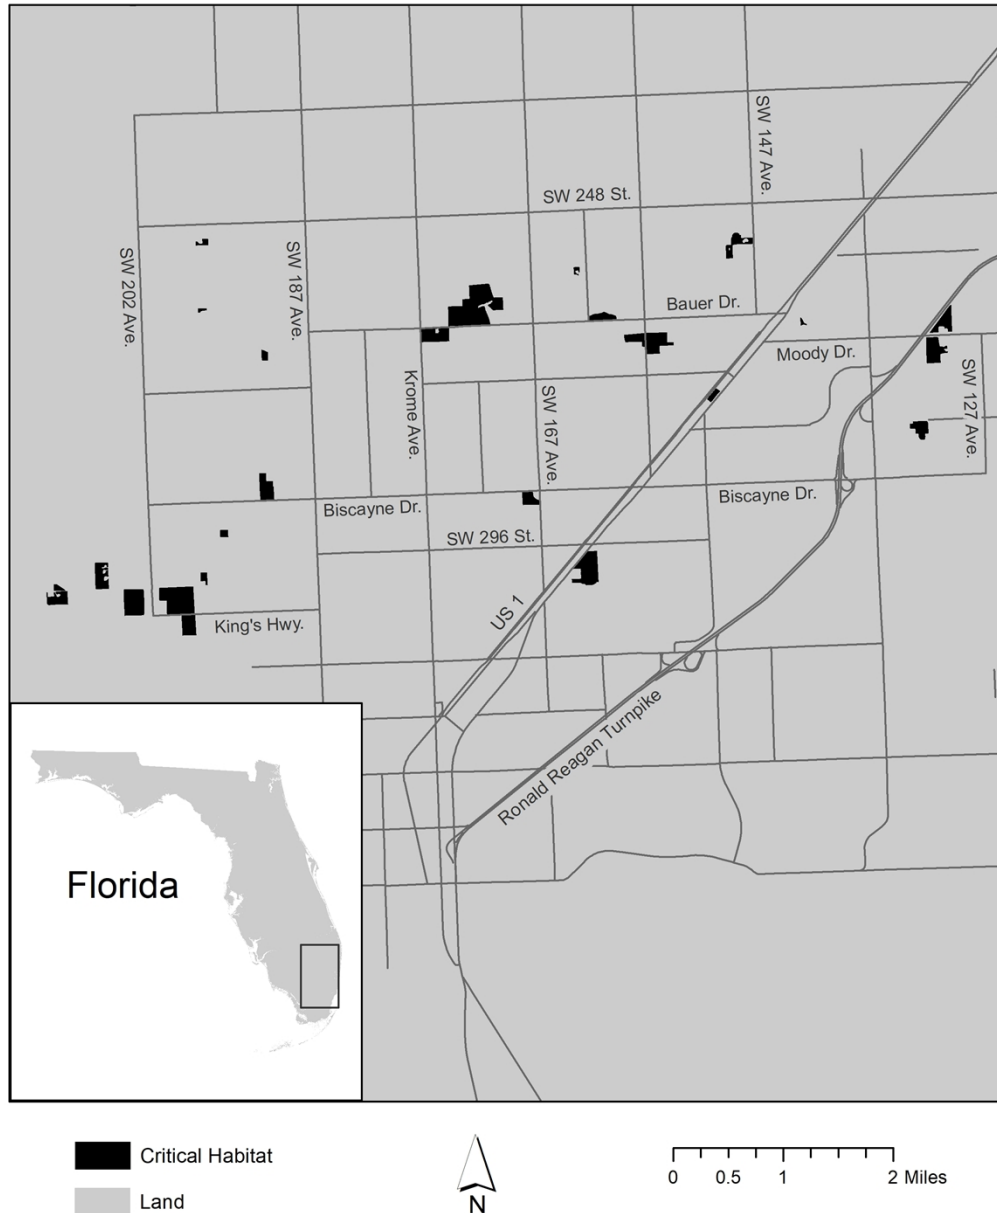 SW 147 Ave.
SW 248 St.
SW 202 Ave.
SW 187 Ave.
Bauer Dr.
Moody Dr.
Krome Ave.
SW 167 Ave.
SW 127 Ave.
Biscayne Dr.
Biscayne Dr.
SW 296 St.
US 1
King's Hwy.
Ronald Reagan Turnpike
Florida
Critical Habitat
Land
N
0 0.5 1 2 Miles